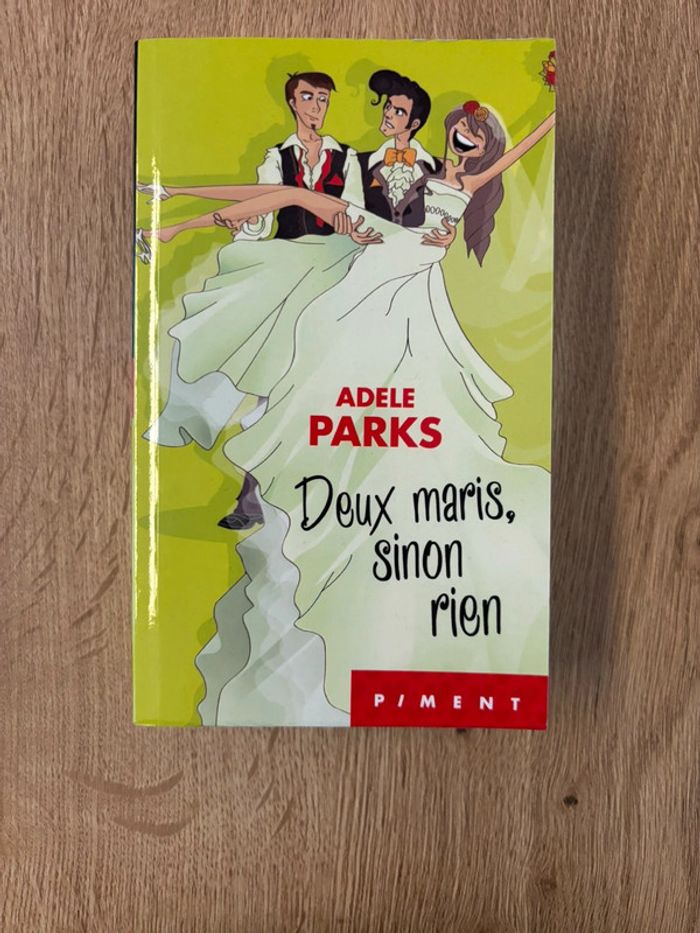 ADELE
PARKS
Deux maris,
sinon
rien
PIMENT